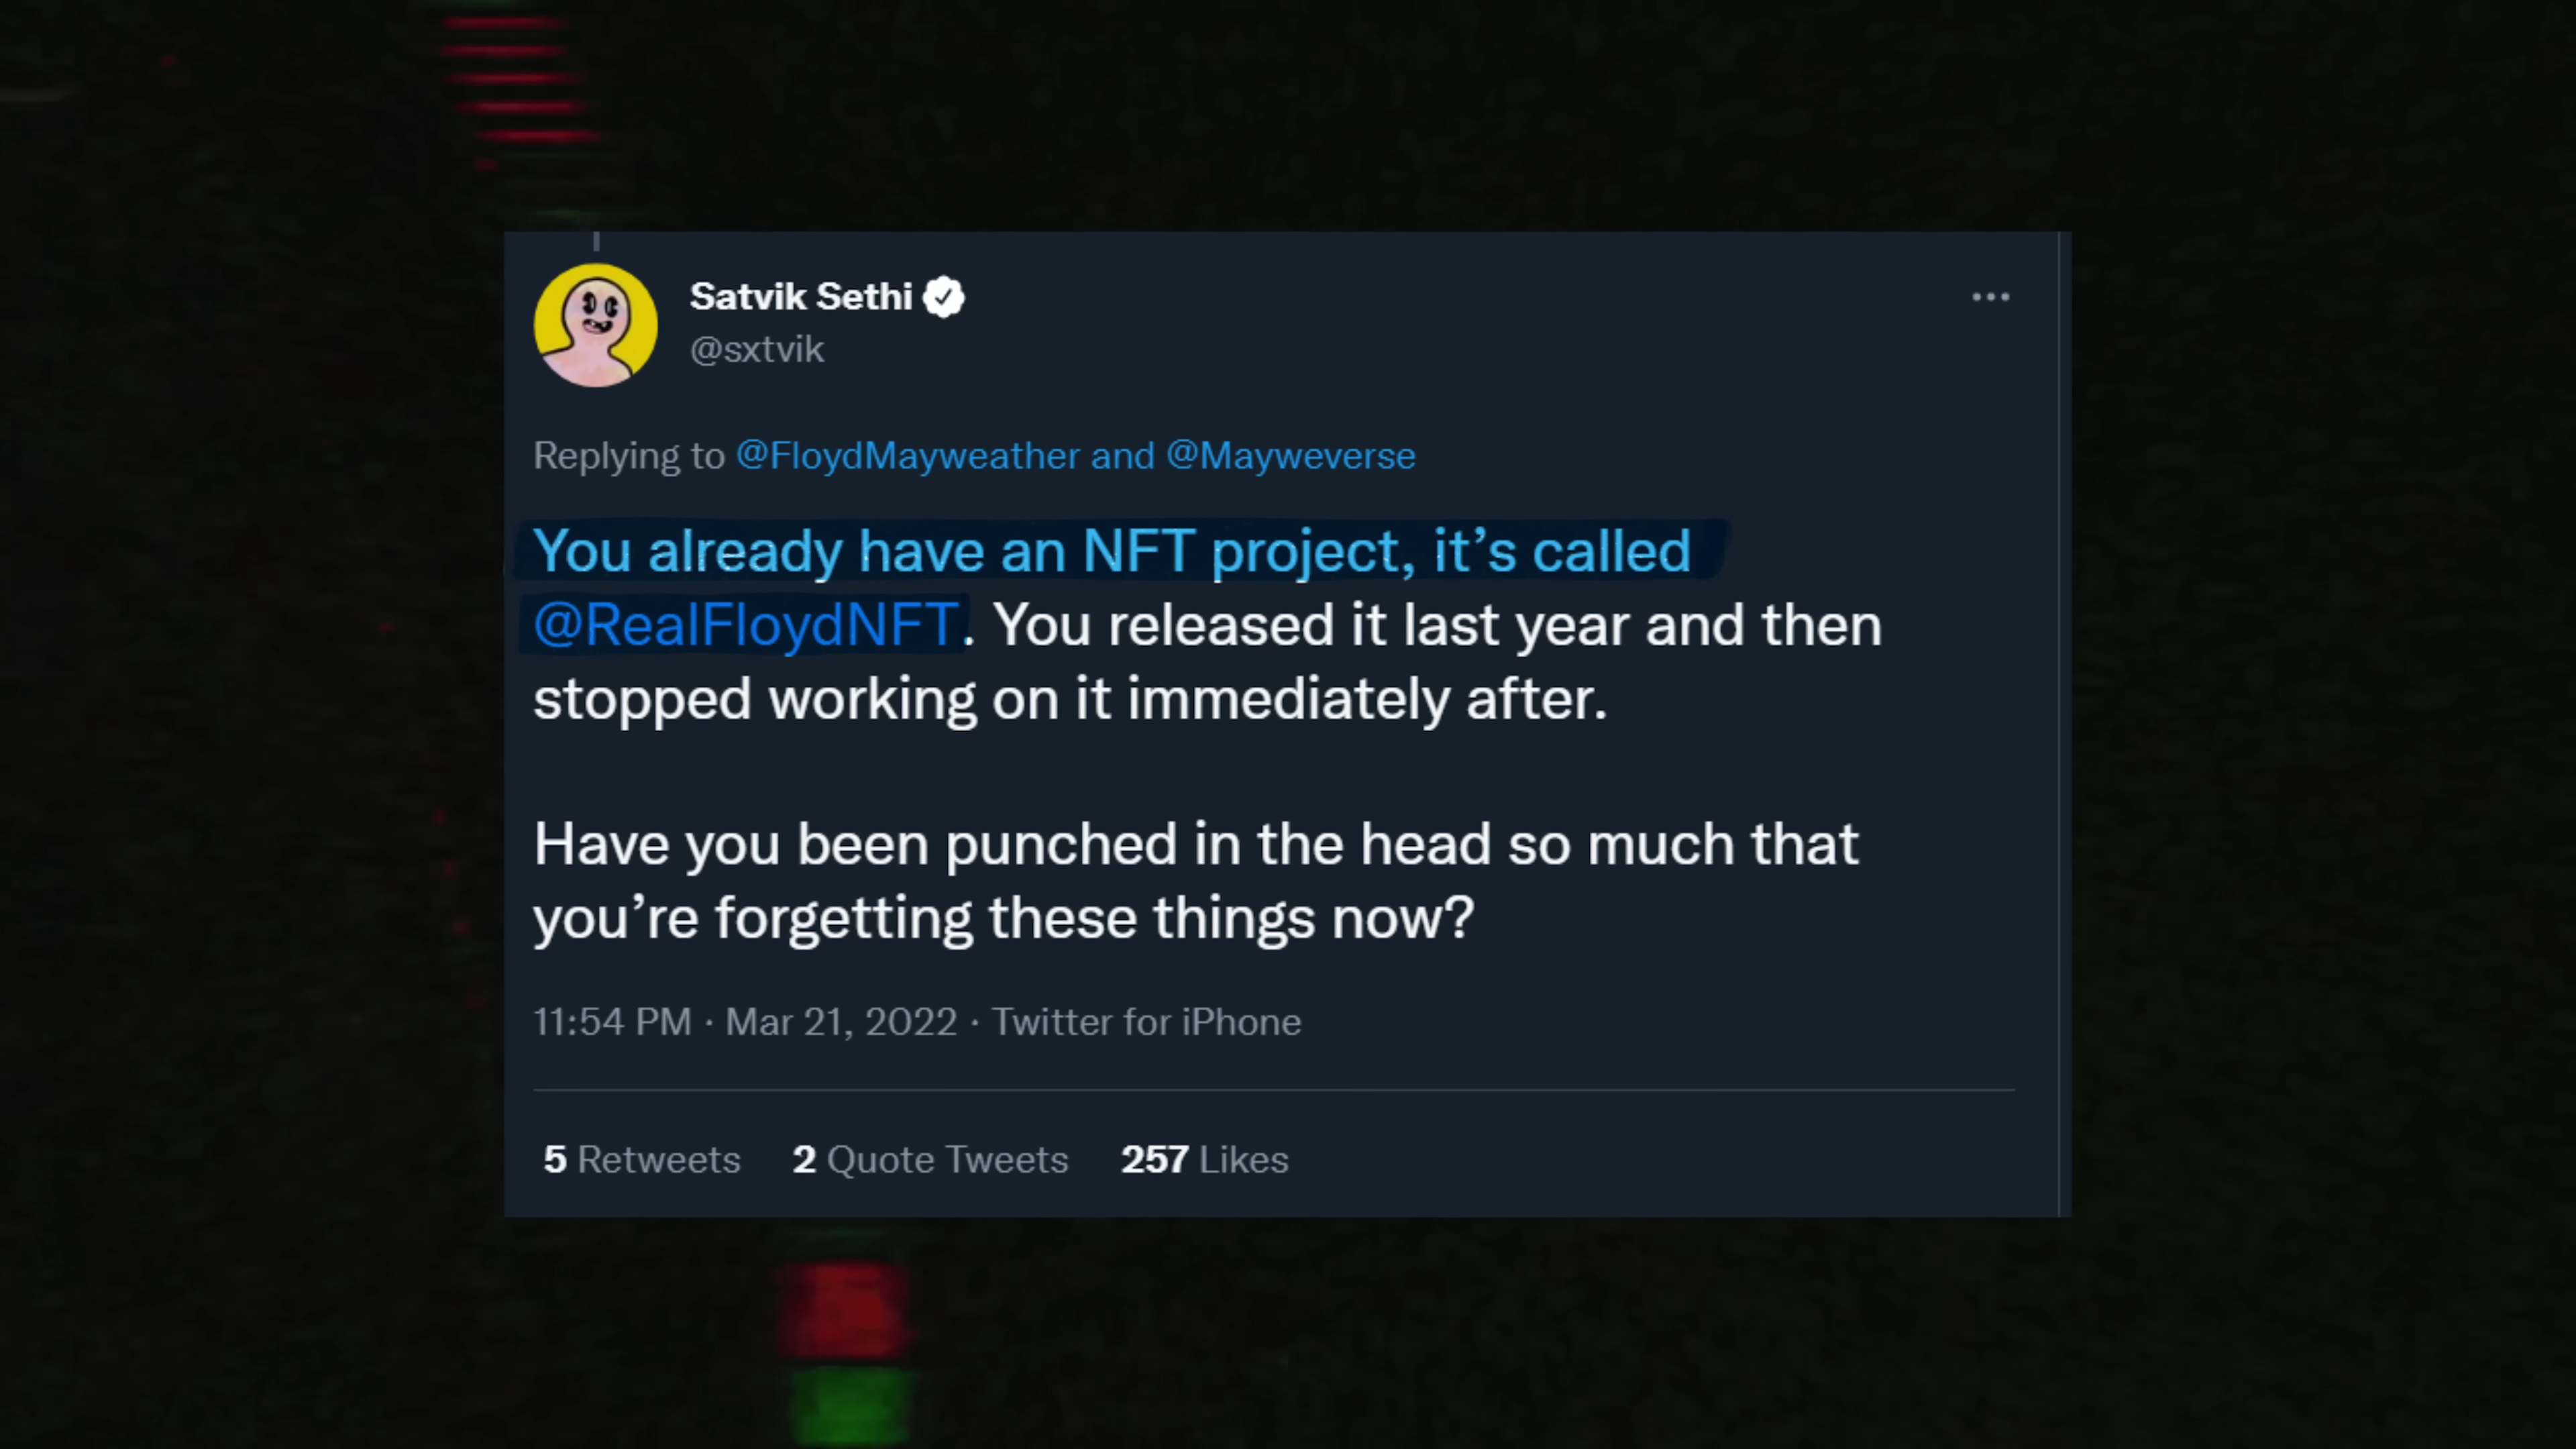 Satvik Sethi
@sxtvik
Replying to @FloydMayweather and @Mayweverse
You already have an NFT project, it’s called
@RealFloydNFT. You released it last year and then
stopped working on it immediately after.
Have you been punched in the head so much that
you’re forgetting these things now?
11:54 PM · Mar 21, 2022 · Twitter for iPhone
5 Retweets 2 Quote Tweets 257 Likes